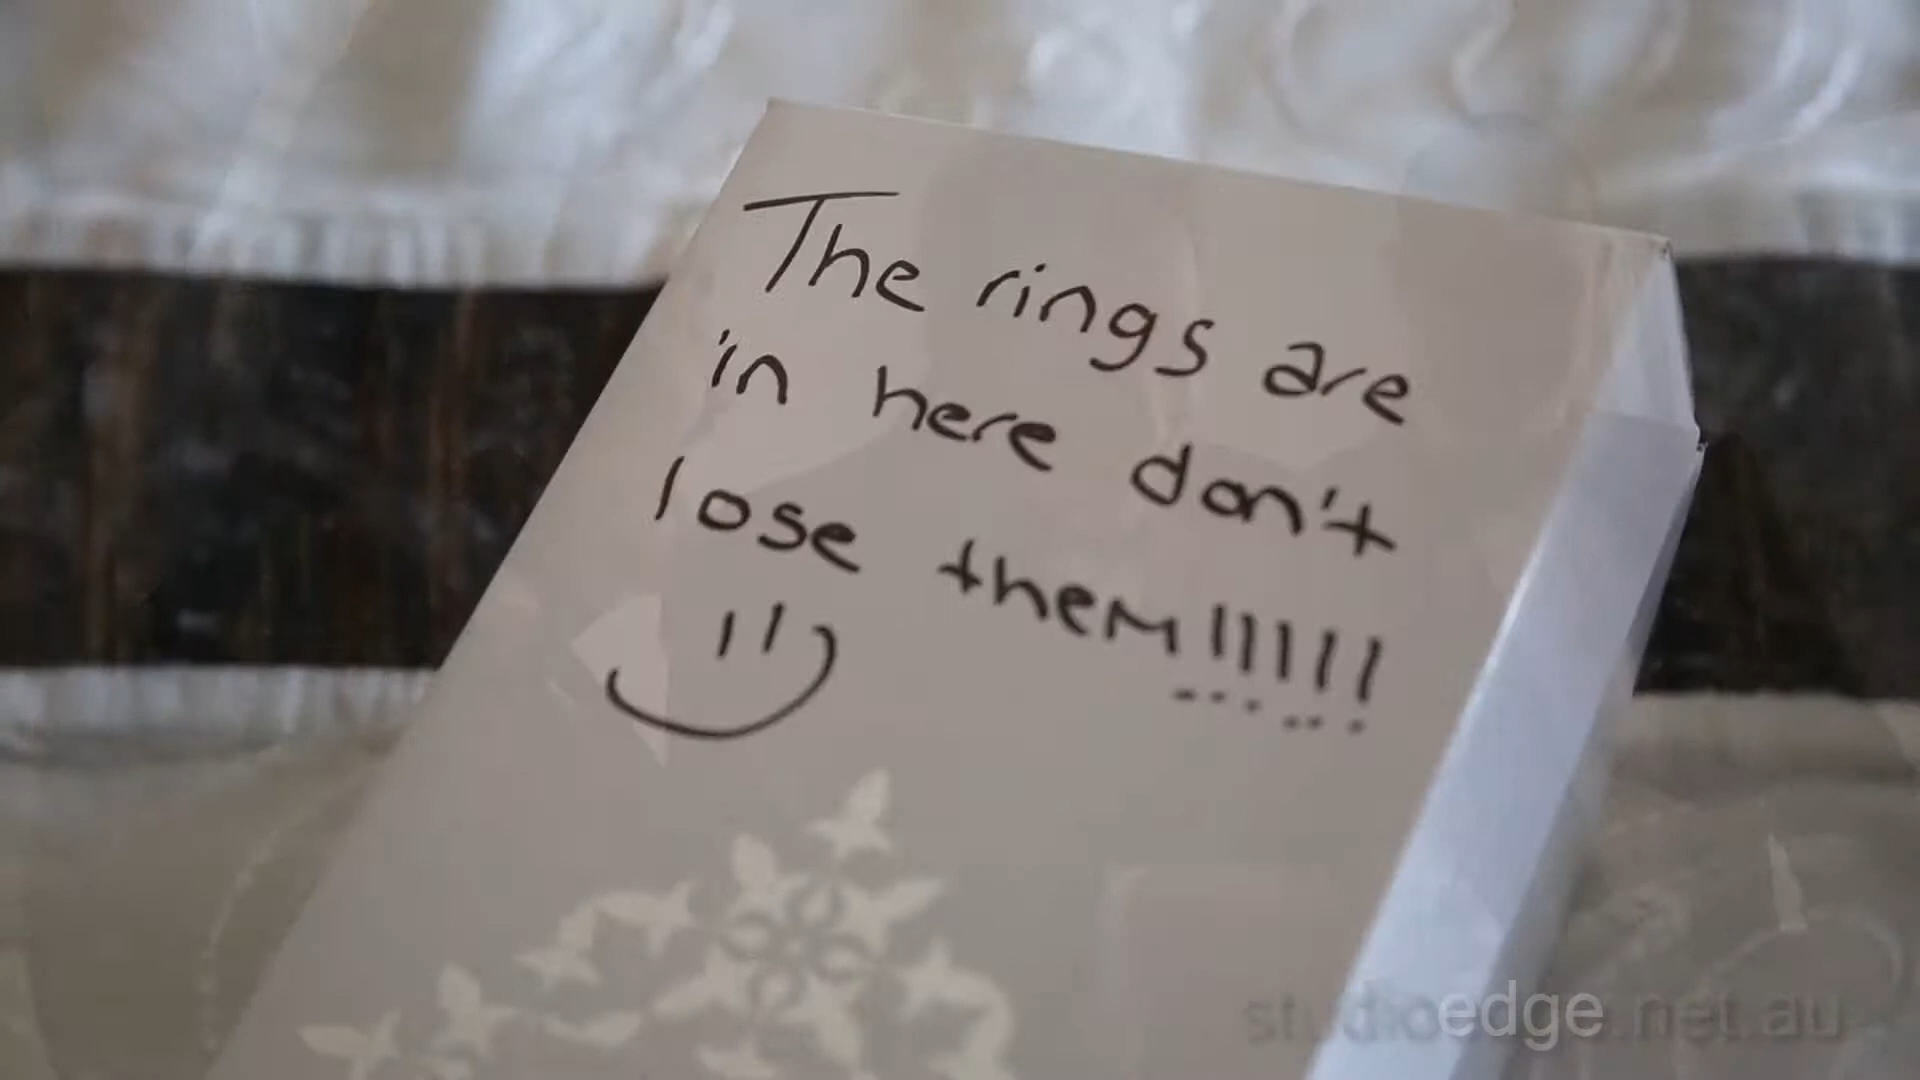 The rings are
in here don't
lose them!!!!!!
studioedge.net.au